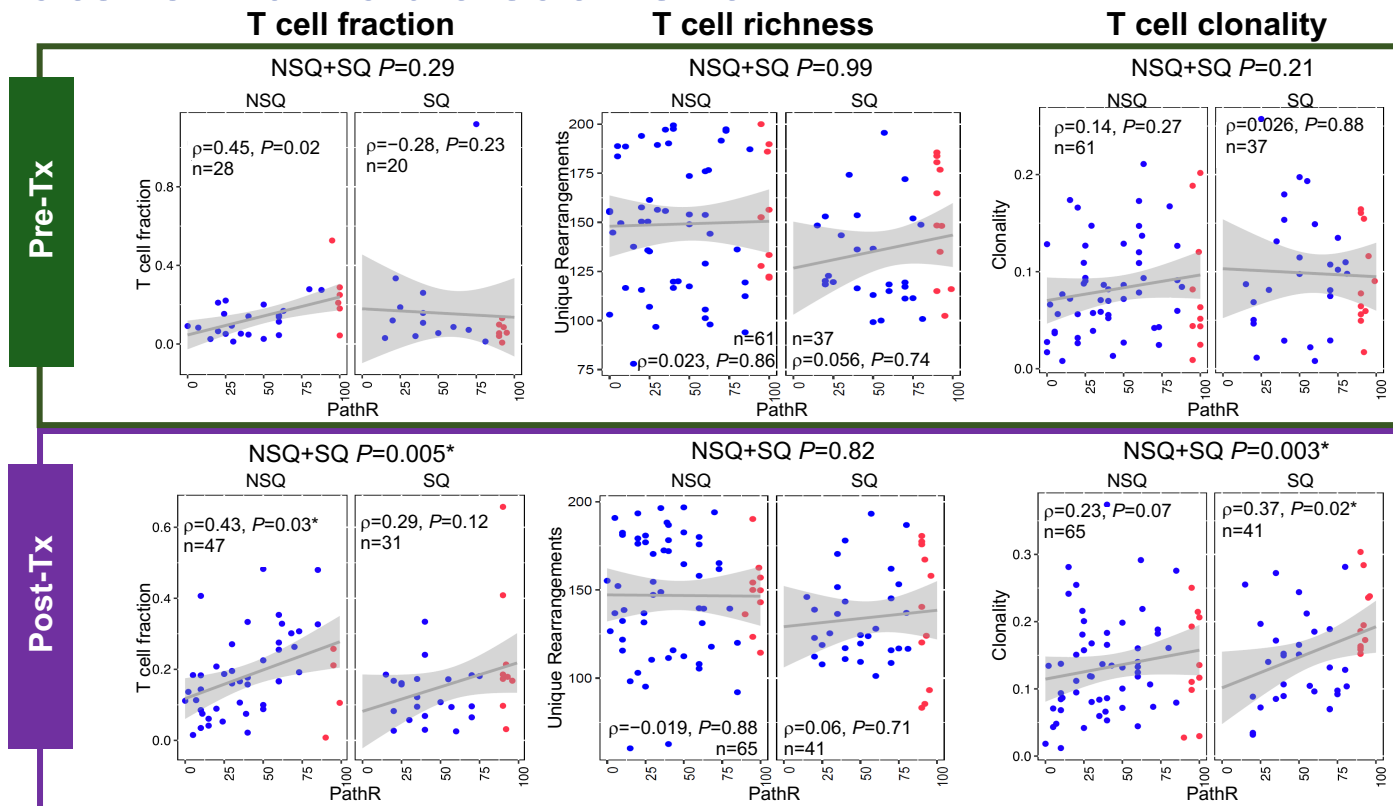 T cell fraction T cell richness T cell clonality
Pre-Tx
NSQ+SQ P=0.29
NSQ SQ
ρ=0.45, P=0.02
n=28
ρ=−0.28, P=0.23
n=20
T cell fraction
0.8
0.4
0.0
0 25 50 75 100 0 25 50 75 100
PathR
NSQ+SQ P=0.99
NSQ SQ
Unique Rearrangements
200
175
150
125
100
75
n=61
ρ=0.023, P=0.86
n=37
ρ=0.056, P=0.74
0 25 50 75 100 0 25 50 75 100
PathR
NSQ+SQ P=0.21
NSQ SQ
ρ=0.14, P=0.27
n=61
ρ=0.026, P=0.88
n=37
Clonality
0.2
0.1
0.0
0 25 50 75 100 0 25 50 75 100
PathR
Post-Tx
NSQ+SQ P=0.005*
NSQ SQ
ρ=0.43, P=0.03*
n=47
ρ=0.29, P=0.12
n=31
T cell fraction
0.6
0.4
0.2
0.0
0 25 50 75 100 0 25 50 75 100
PathR
NSQ+SQ P=0.82
NSQ SQ
Unique Rearrangements
200
150
100
ρ=−0.019, P=0.88
n=65
ρ=0.06, P=0.71
n=41
0 25 50 75 100 0 25 50 75 100
PathR
NSQ+SQ P=0.003*
NSQ SQ
ρ=0.23, P=0.07
n=65
ρ=0.37, P=0.02*
n=41
Clonality
0.3
0.2
0.1
0.0
0 25 50 75 100 0 25 50 75 100
PathR